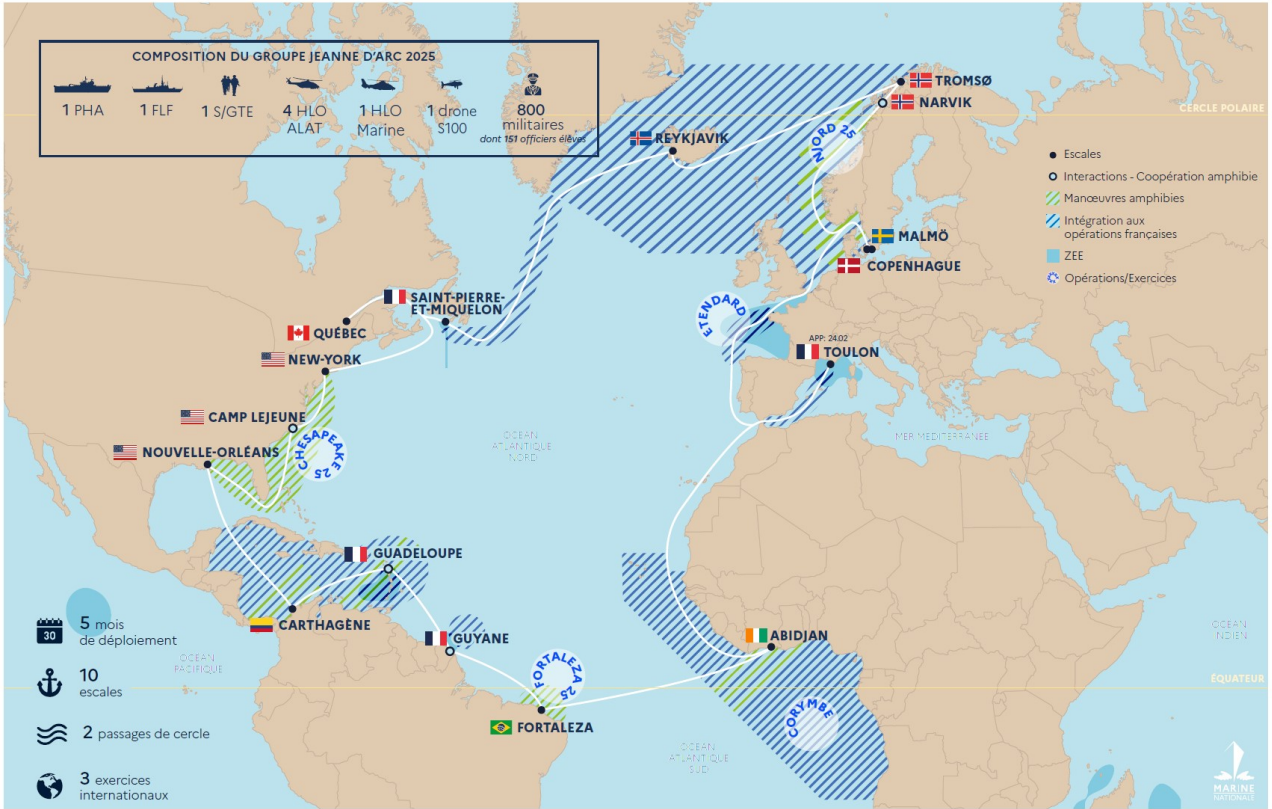 COMPOSITION DU GROUPE JEANNE D'ARC 2025
1 PHA
1 FLF
1 S/GTE
4 HLO
ALAT
1 HLO
Marine
1 drone
S100
800
militaires
dont 151 officiers élèves
TROMSØ
NARVIK
CERCLE POLAIRE
REYKJAVIK
NJORD 25
Escales
Interactions - Coopération amphibie
Manœuvres amphibies
Intégration aux
opérations françaises
ZEE
Opérations/Exercices
MALMÖ
COPENHAGUE
SAINT-PIERRE-
ET-MIQUELON
ETENDARD
QUÉBEC
APP: 24.02
TOULON
NEW-YORK
CAMP LEJEUNE
OCEAN
ATLANTIQUE
NORD
MER MEDITERRANEE
NOUVELLE-ORLÉANS
CHESAPEAKE 25
GUADELOUPE
CARTHAGÈNE
5 mois
de déploiement
GUYANE
ABIDJAN
OCEAN
INDIEN
OCEAN
PACIFIQUE
10
escales
FORTALEZA 25
ÉQUATEUR
CORYMBE
FORTALEZA
2 passages de cercle
OCEAN
ATLANTIQUE
SUD
3 exercices
internationaux
30
MARINE
NATIONALE